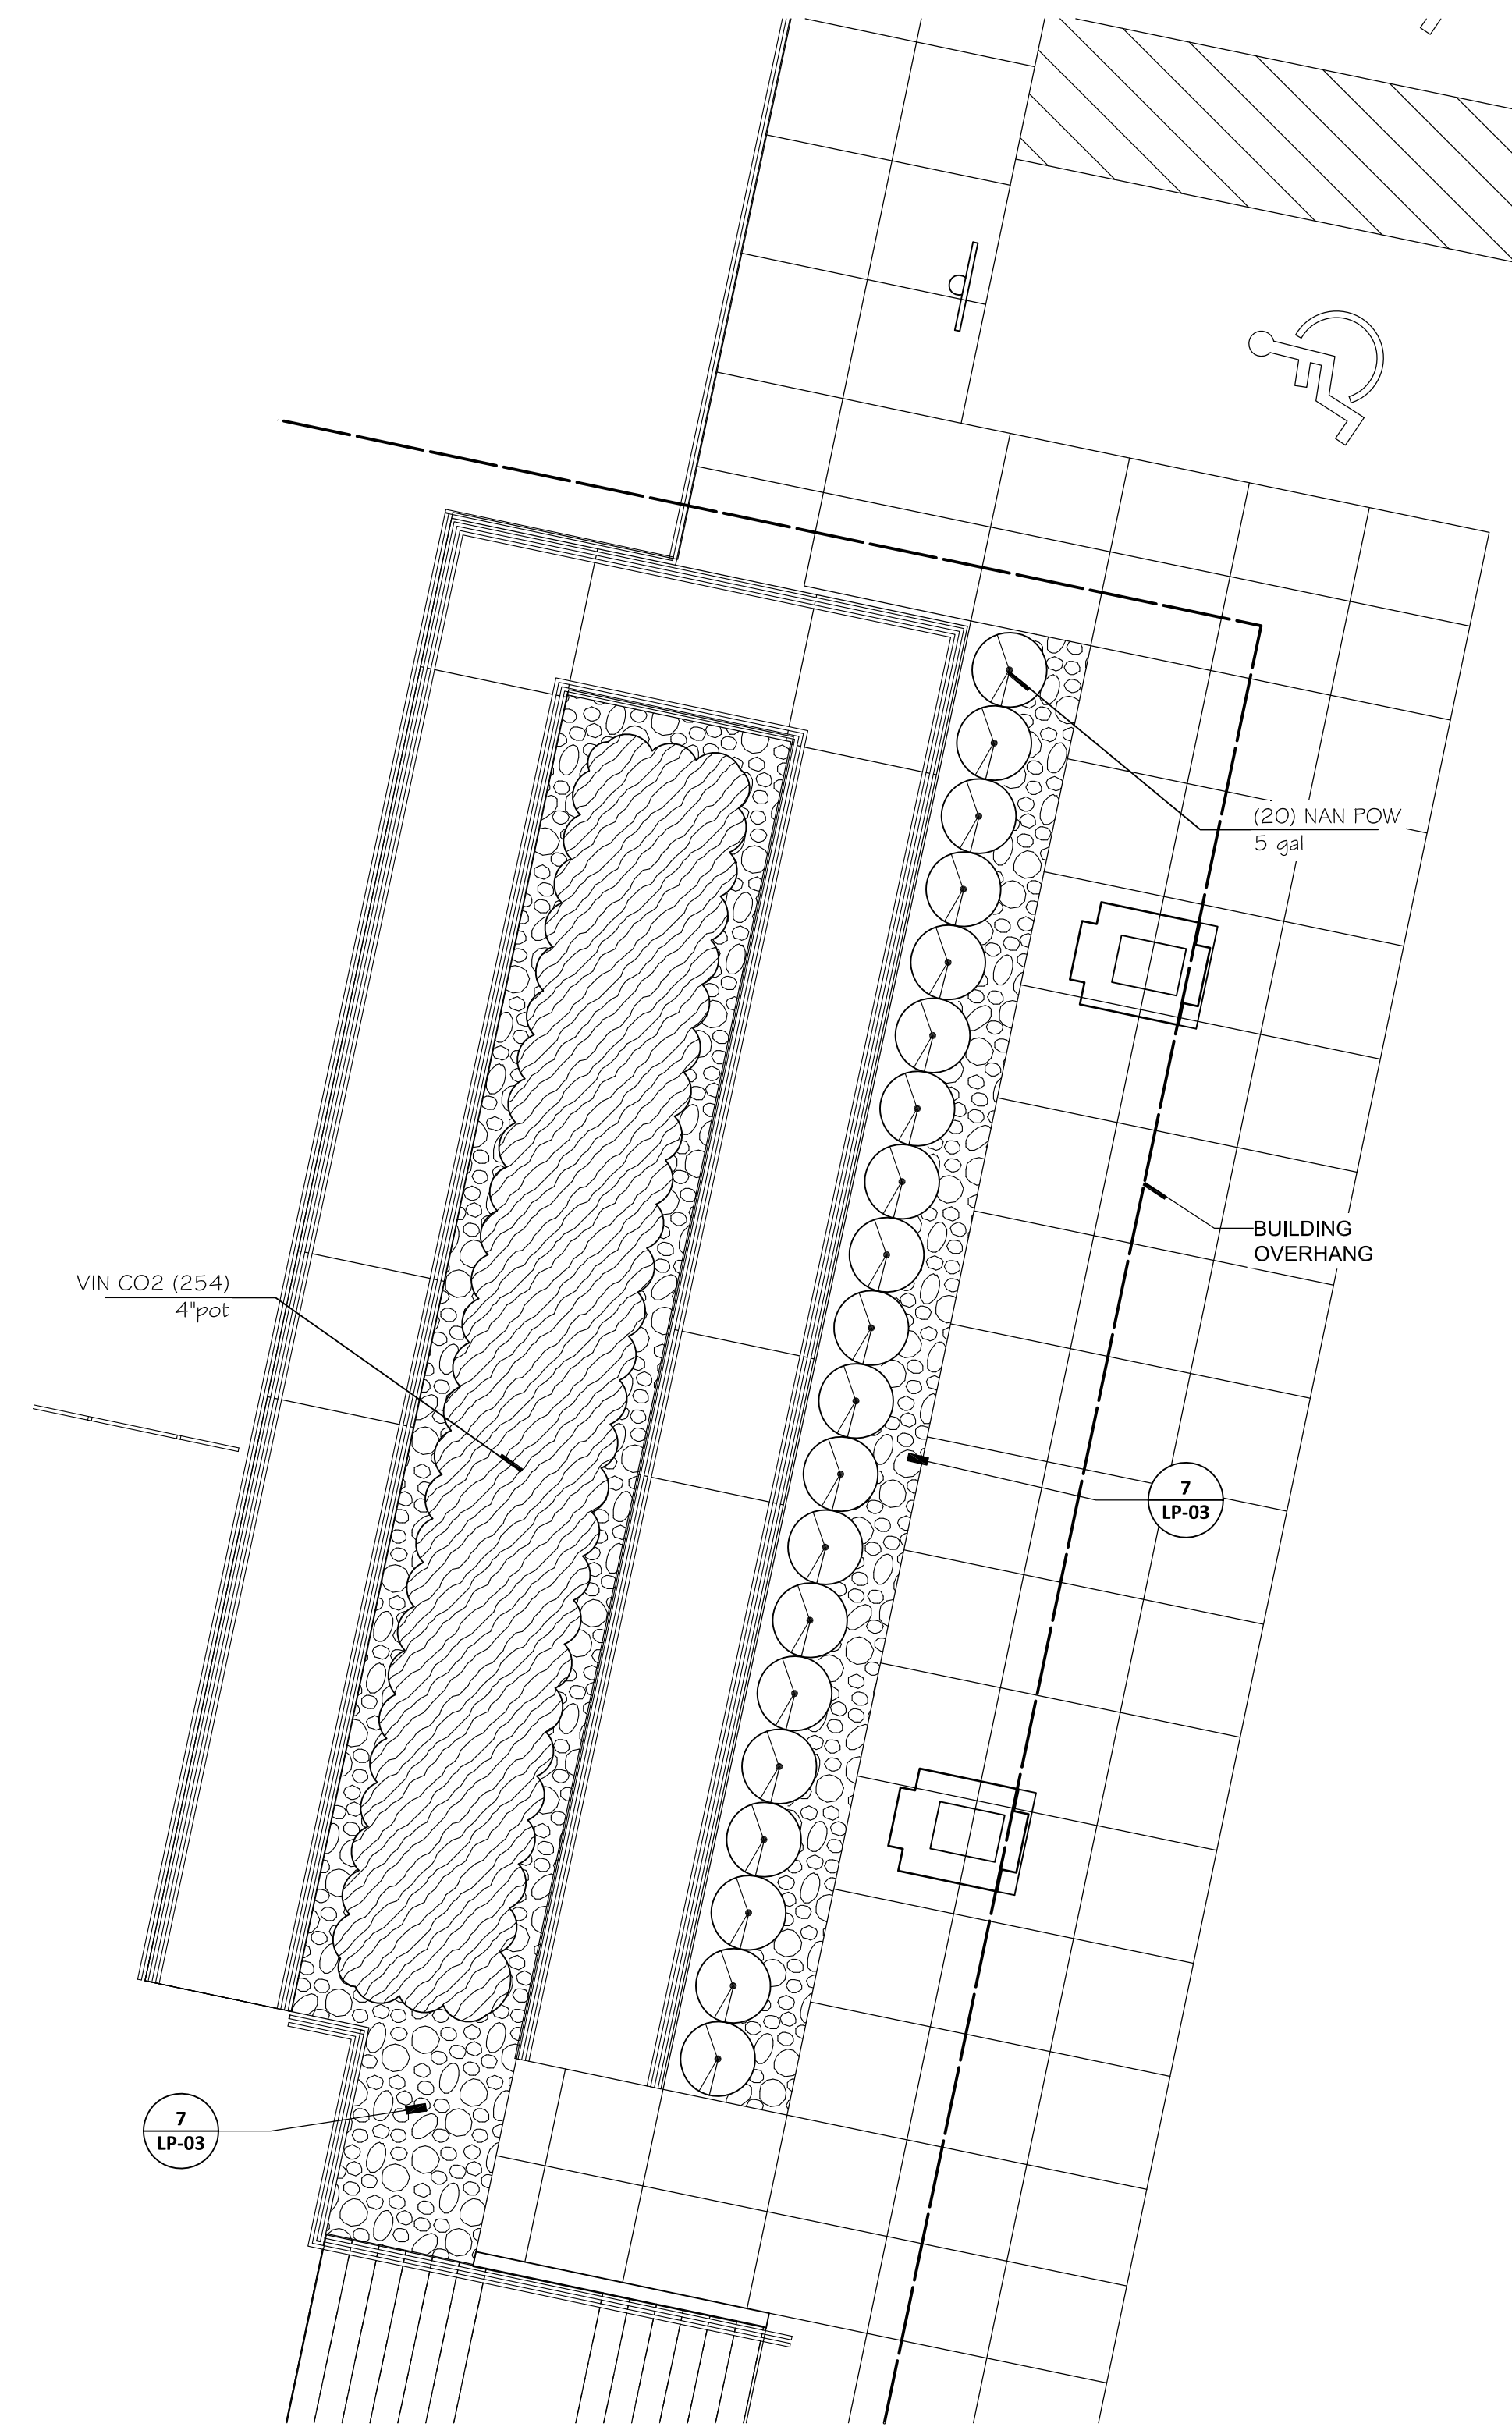 (20) NAN POW
5 gal
BUILDING
OVERHANG
VIN CO2 (254)
4"pot
7
LP-03
7
LP-03